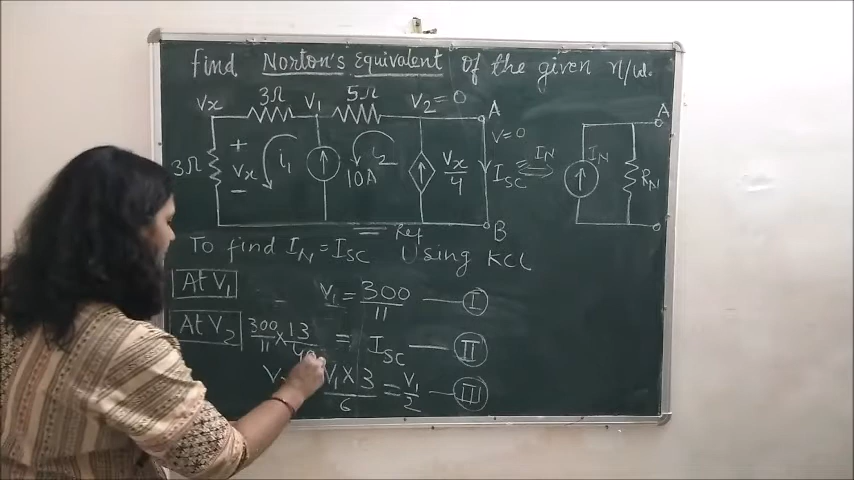 find Norton's Equivalent of the given n/w.
3Ω 5Ω
Vx V1 V2 = 0 A A
V=0
3Ω + Vx − i1 10A i2 Vx/4 ISC ≅ IN IN RN
Ref B
To find IN = ISC Using KCL
At V1 V1 = 300/11 — I
At V2 300/11 × 13/40 = ISC — II
V1 × 3/6 = V1/2 — III